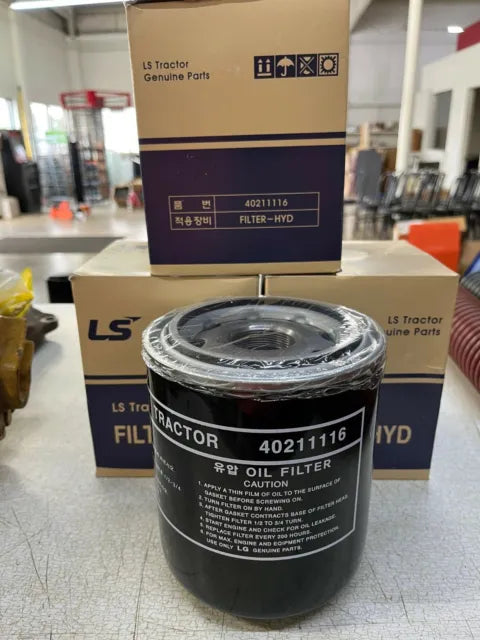 LS Tractor
Genuine Parts
품 번 40211116
적용장비 FILTER-HYD
LS
LS Tractor
Genuine Parts
LS Tra
FILT
HYD
TRACTOR 40211116
유압 OIL FILTER
CAUTION
1. APPLY A THIN FILM OF OIL TO THE SURFACE OF
GASKET BEFORE SCREWING ON.
2. TURN FILTER ON BY HAND.
3. AFTER GASKET CONTRACTS BASE OF FILTER HEAD,
TIGHTEN FILTER 1/2 TO 3/4 TURN.
4. START ENGINE AND CHECK FOR OIL LEAKAGE.
5. REPLACE FILTER EVERY 200 HOURS.
6. FOR MAX. ENGINE AND EQIPMENT PROTECTION
USE ONLY LG GENUINE PARTS.